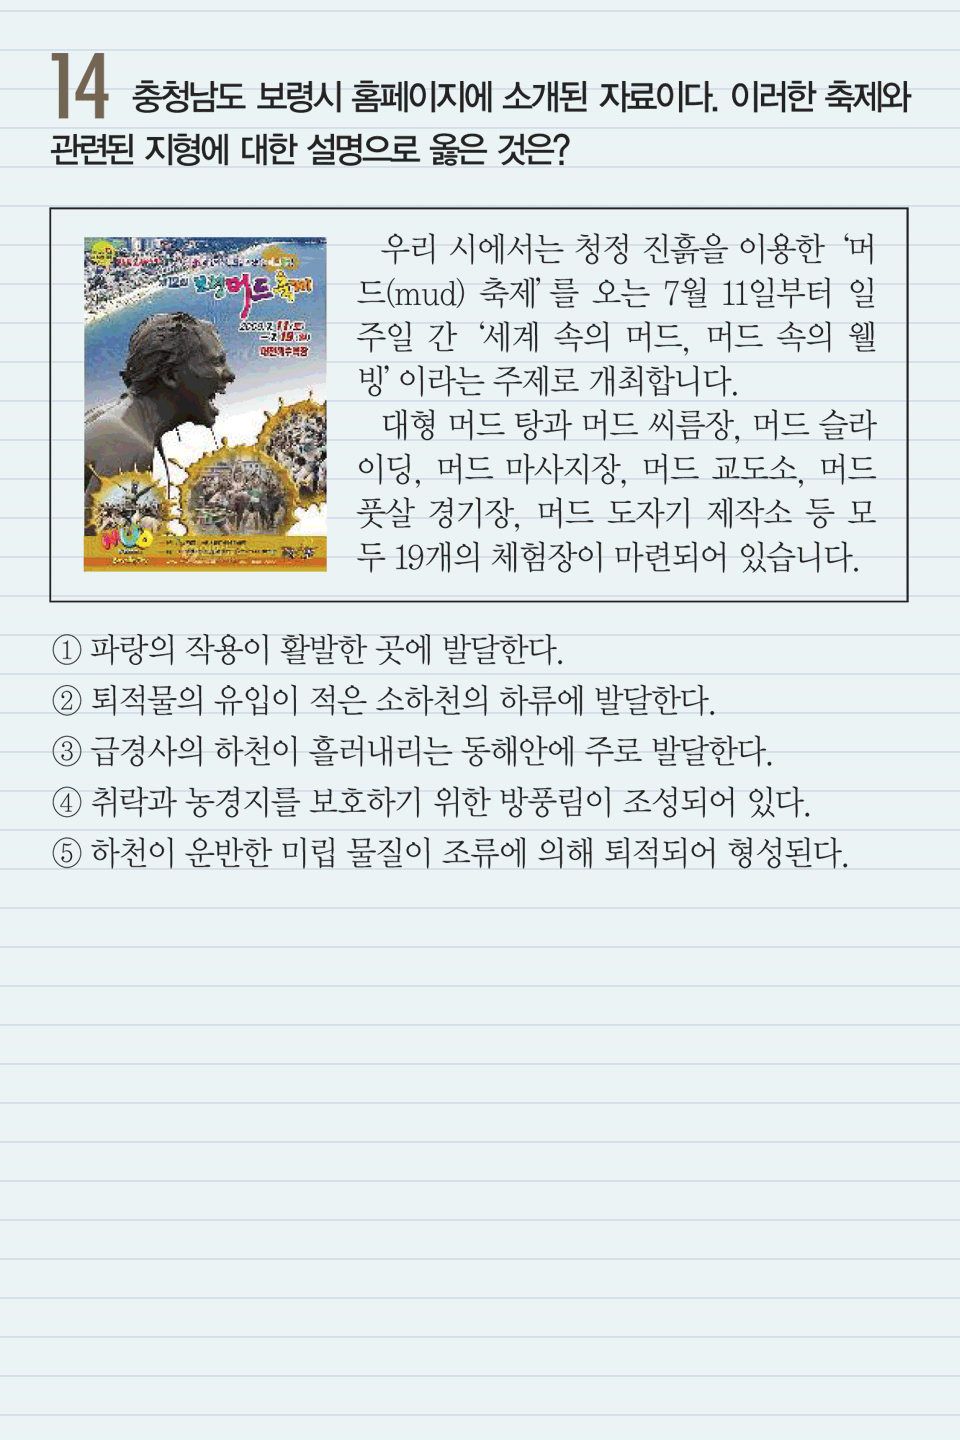 14 충청남도 보령시 홈페이지에 소개된 자료이다. 이러한 축제와
관련된 지형에 대한 설명으로 옳은 것은?
제12회 보령머드축제
2009.7.11(토)
~7.19(일)
대천해수욕장
우리 시에서는 청정 진흙을 이용한 ‘머
드(mud) 축제’를 오는 7월 11일부터 일
주일 간 ‘세계 속의 머드, 머드 속의 웰
빙’이라는 주제로 개최합니다.
대형 머드 탕과 머드 씨름장, 머드 슬라
이딩, 머드 마사지장, 머드 교도소, 머드
풋살 경기장, 머드 도자기 제작소 등 모
두 19개의 체험장이 마련되어 있습니다.
① 파랑의 작용이 활발한 곳에 발달한다.
② 퇴적물의 유입이 적은 소하천의 하류에 발달한다.
③ 급경사의 하천이 흘러내리는 동해안에 주로 발달한다.
④ 취락과 농경지를 보호하기 위한 방풍림이 조성되어 있다.
⑤ 하천이 운반한 미립 물질이 조류에 의해 퇴적되어 형성된다.